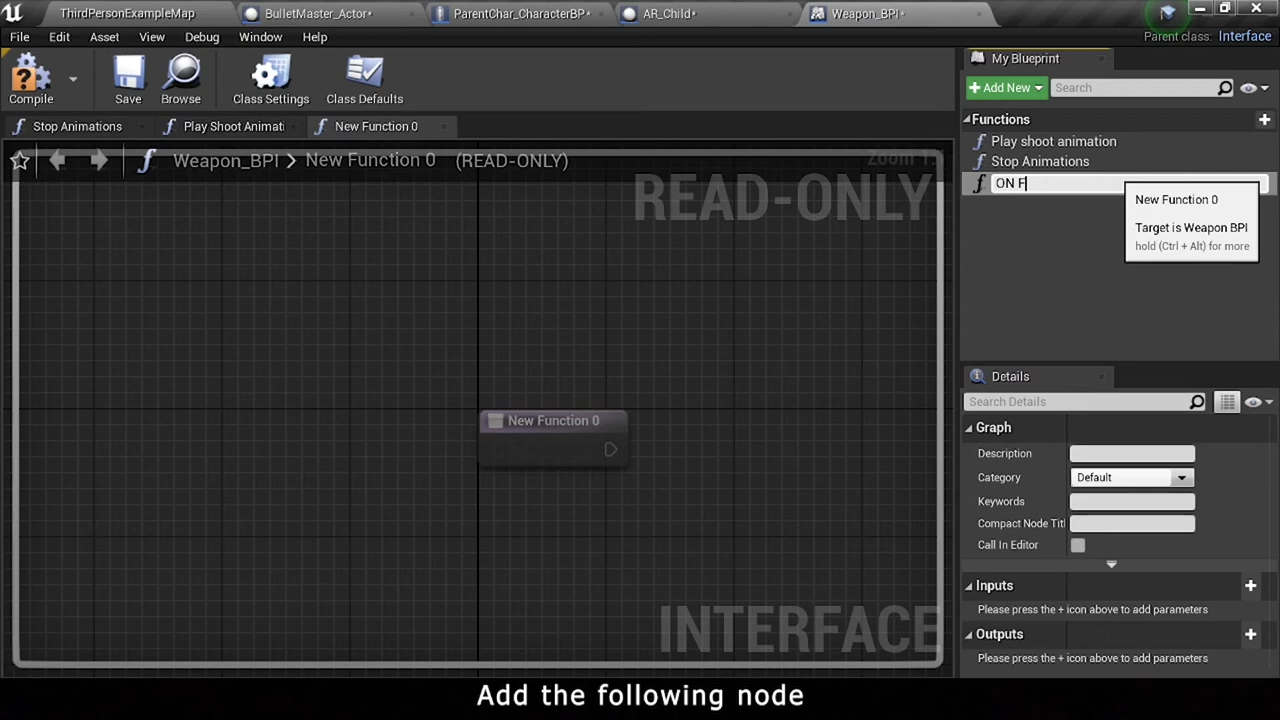 ThirdPersonExampleMap
BulletMaster_Actor*
ParentChar_CharacterBP*
AR_Child*
Weapon_BPI*
File Edit Asset View Debug Window Help
Parent class: Interface
Compile
Save
Browse
Class Settings
Class Defaults
Stop Animations
Play Shoot Animati
New Function 0
Weapon_BPI > New Function 0 (READ-ONLY)
READ-ONLY
New Function 0
INTERFACE
My Blueprint
+ Add New
Search
Functions
Play shoot animation
Stop Animations
ON F
New Function 0
Target is Weapon BPI
hold (Ctrl + Alt) for more
Details
Search Details
Graph
Description
Category Default
Keywords
Compact Node Titl
Call In Editor
Inputs
Please press the + icon above to add parameters
Outputs
Please press the + icon above to add parameters
Add the following node